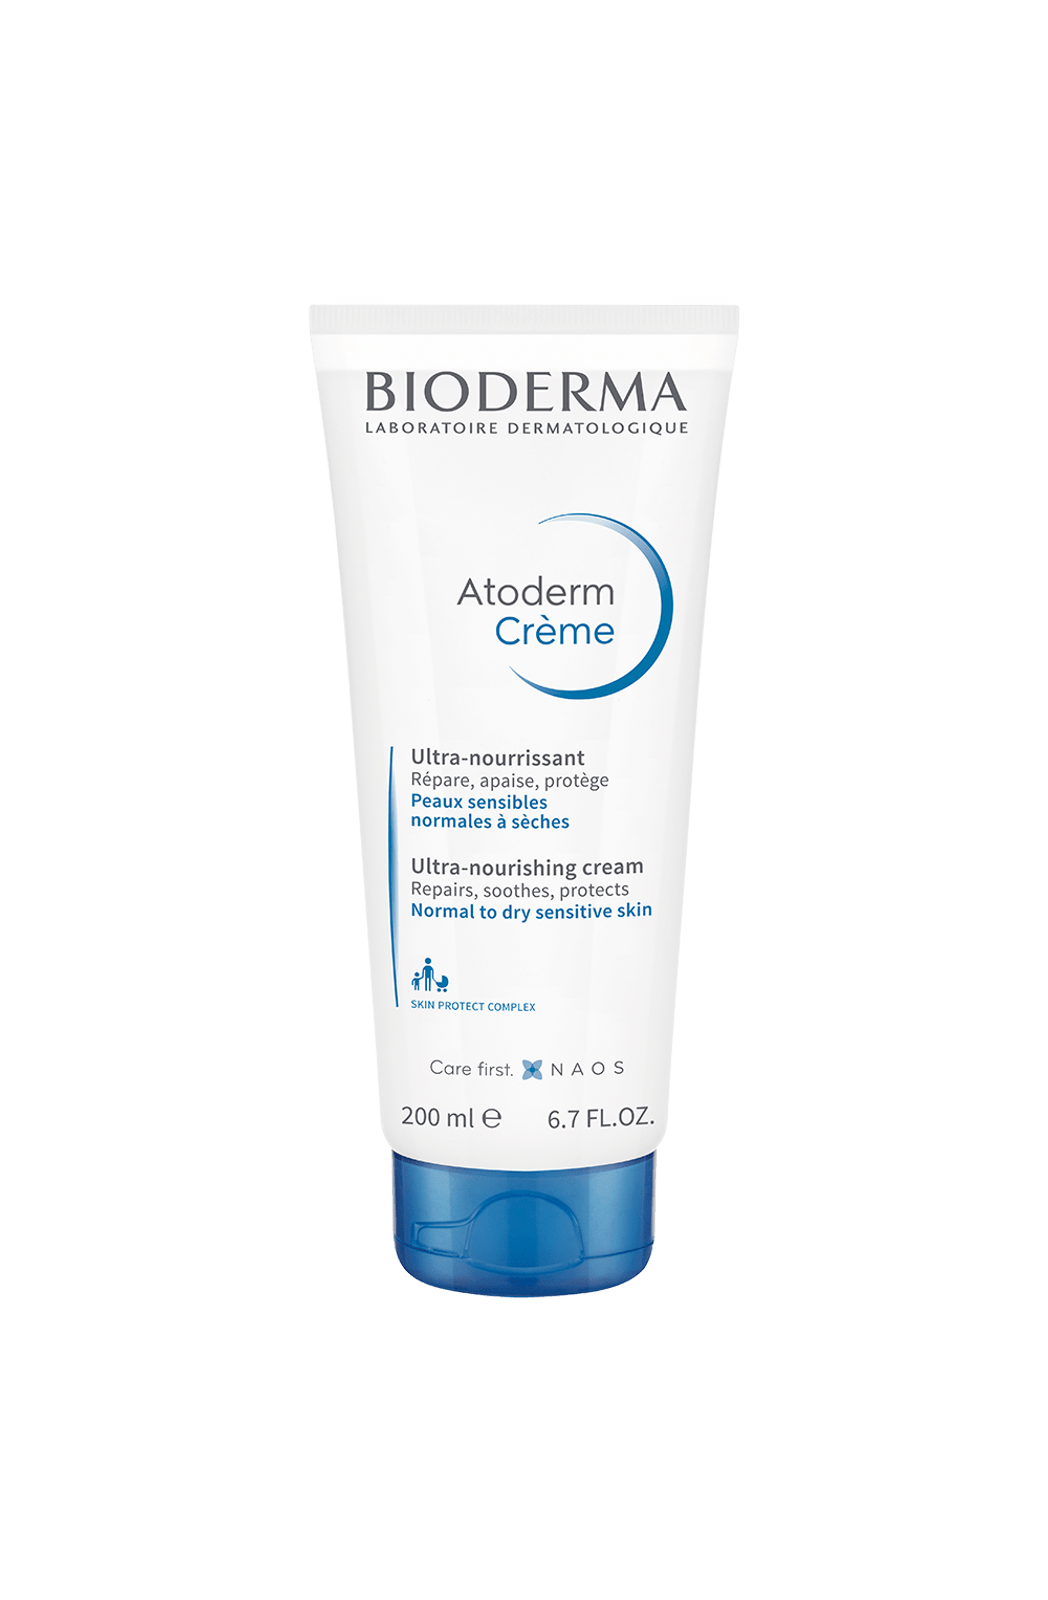 BIODERMA
LABORATOIRE DERMATOLOGIQUE
Atoderm
Crème
Ultra-nourrissant
Répare, apaise, protège
Peaux sensibles
normales à sèches
Ultra-nourishing cream
Repairs, soothes, protects
Normal to dry sensitive skin
SKIN PROTECT COMPLEX
Care first. NAOS
200 ml ℮ 6.7 FL.OZ.